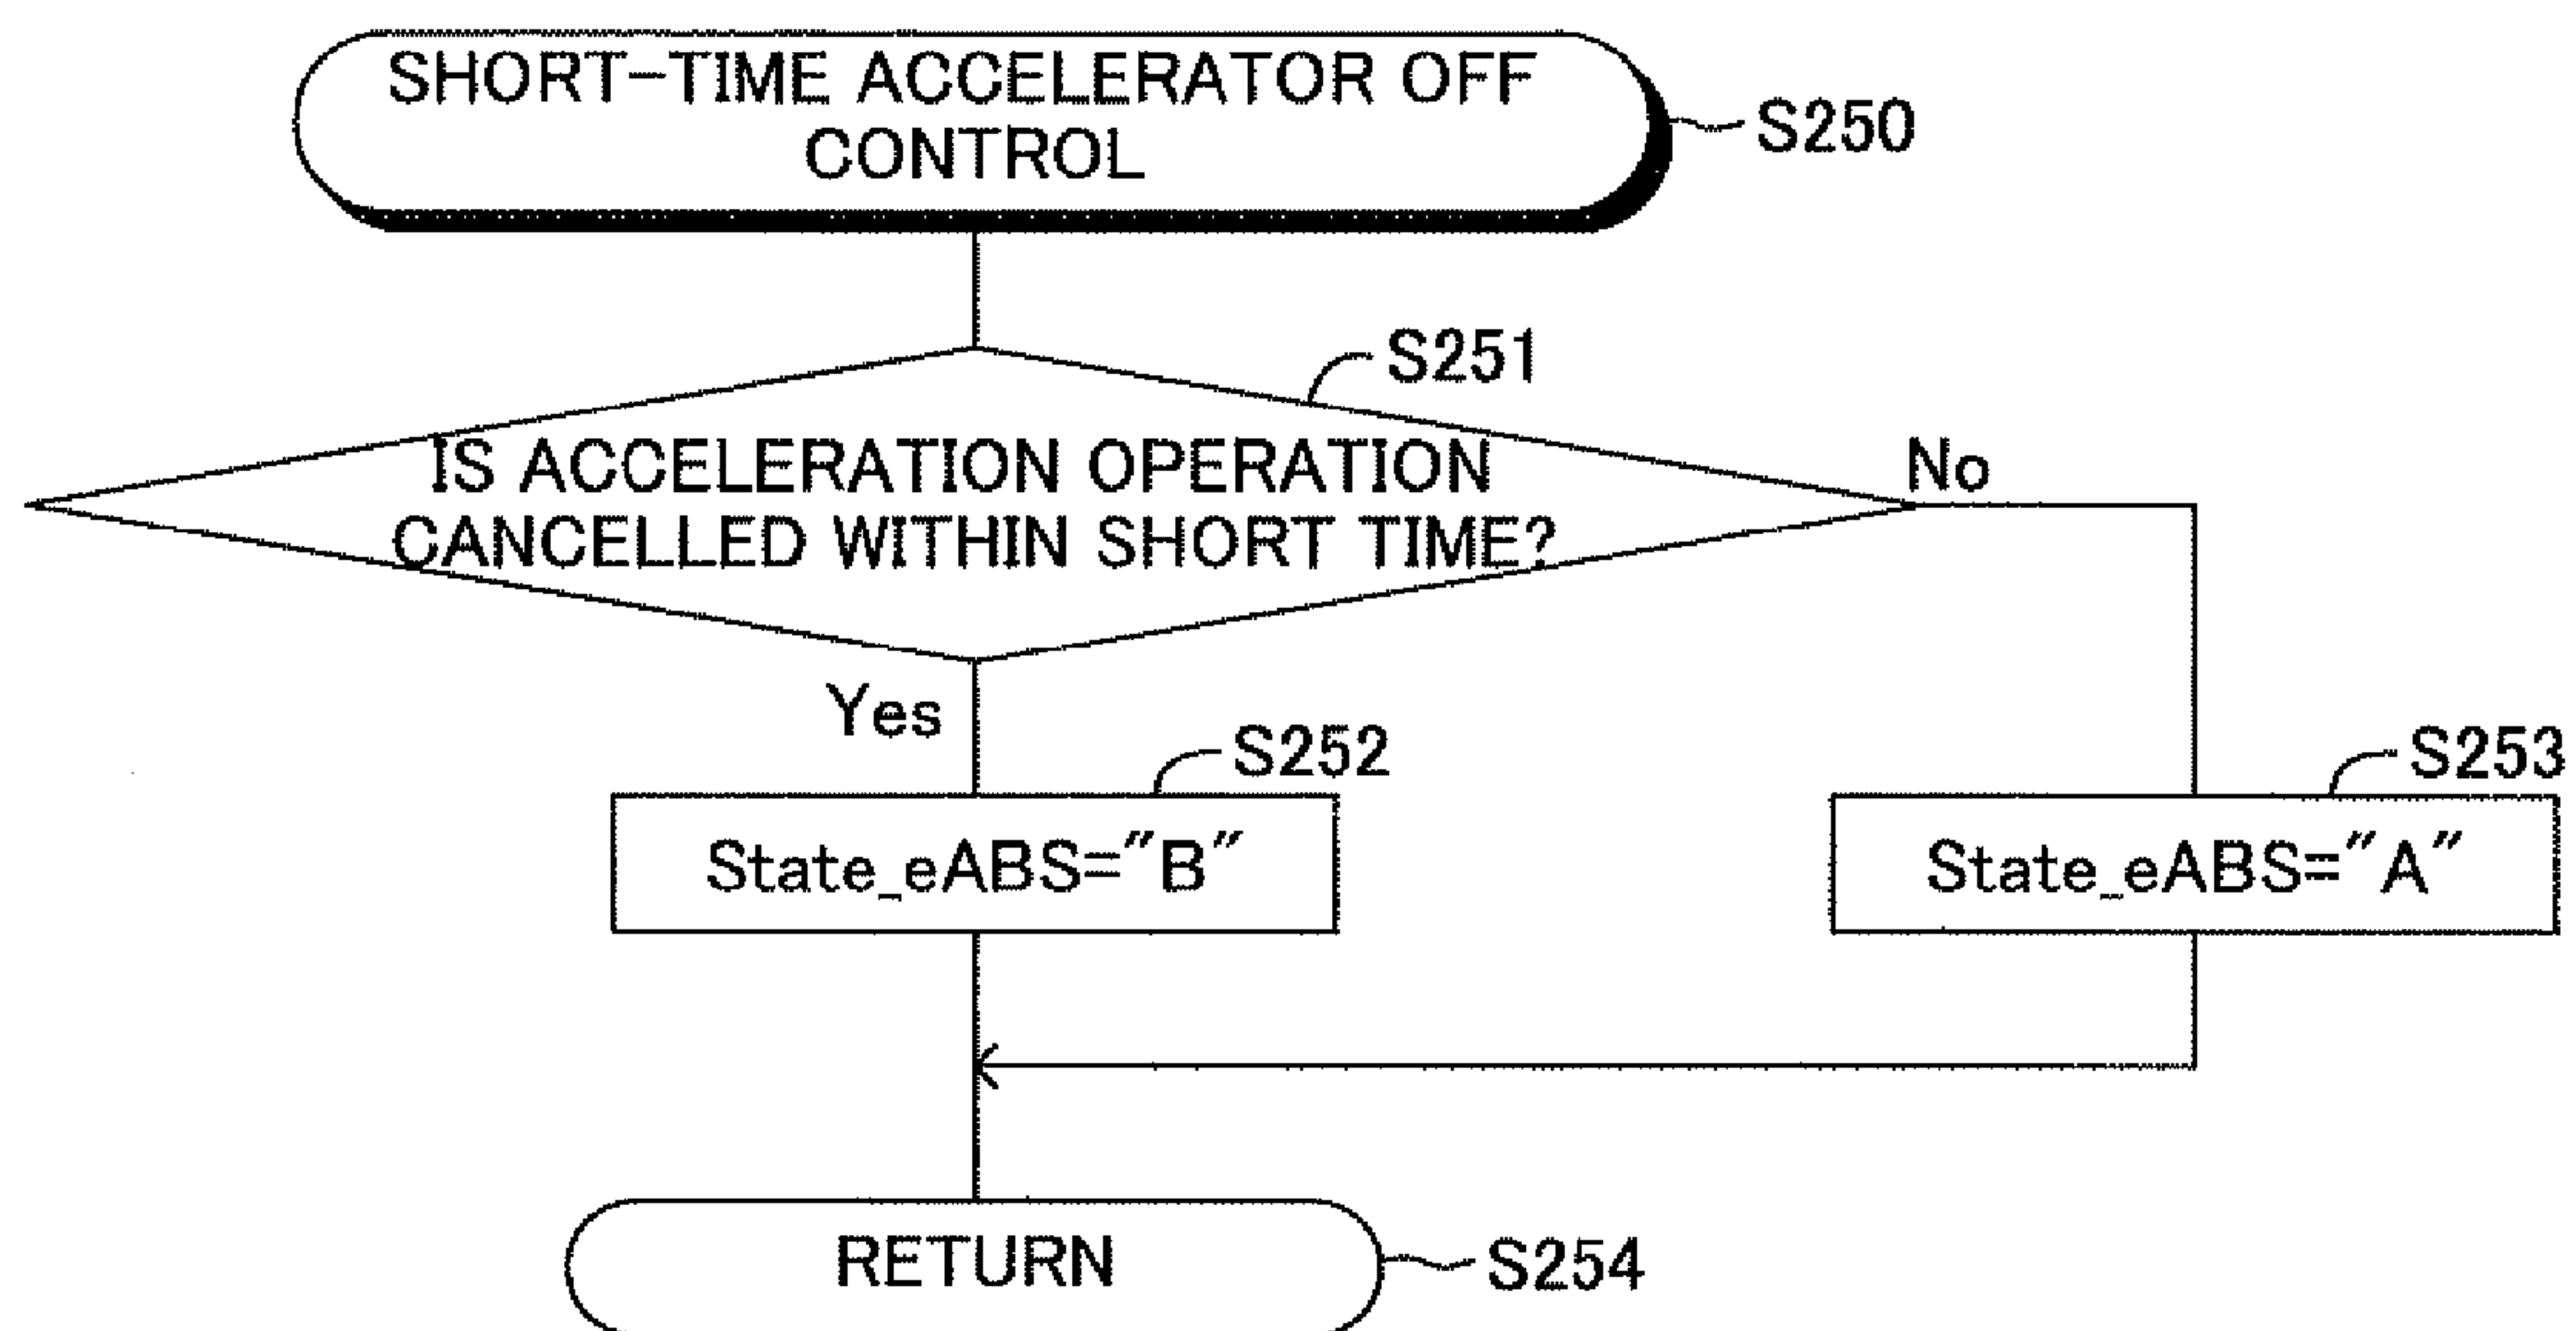 SHORT-TIME ACCELERATOR OFF
CONTROL
S250
S251
IS ACCELERATION OPERATION
CANCELLED WITHIN SHORT TIME?
No
Yes
S252
S253
State_eABS="B"
State_eABS="A"
RETURN
S254